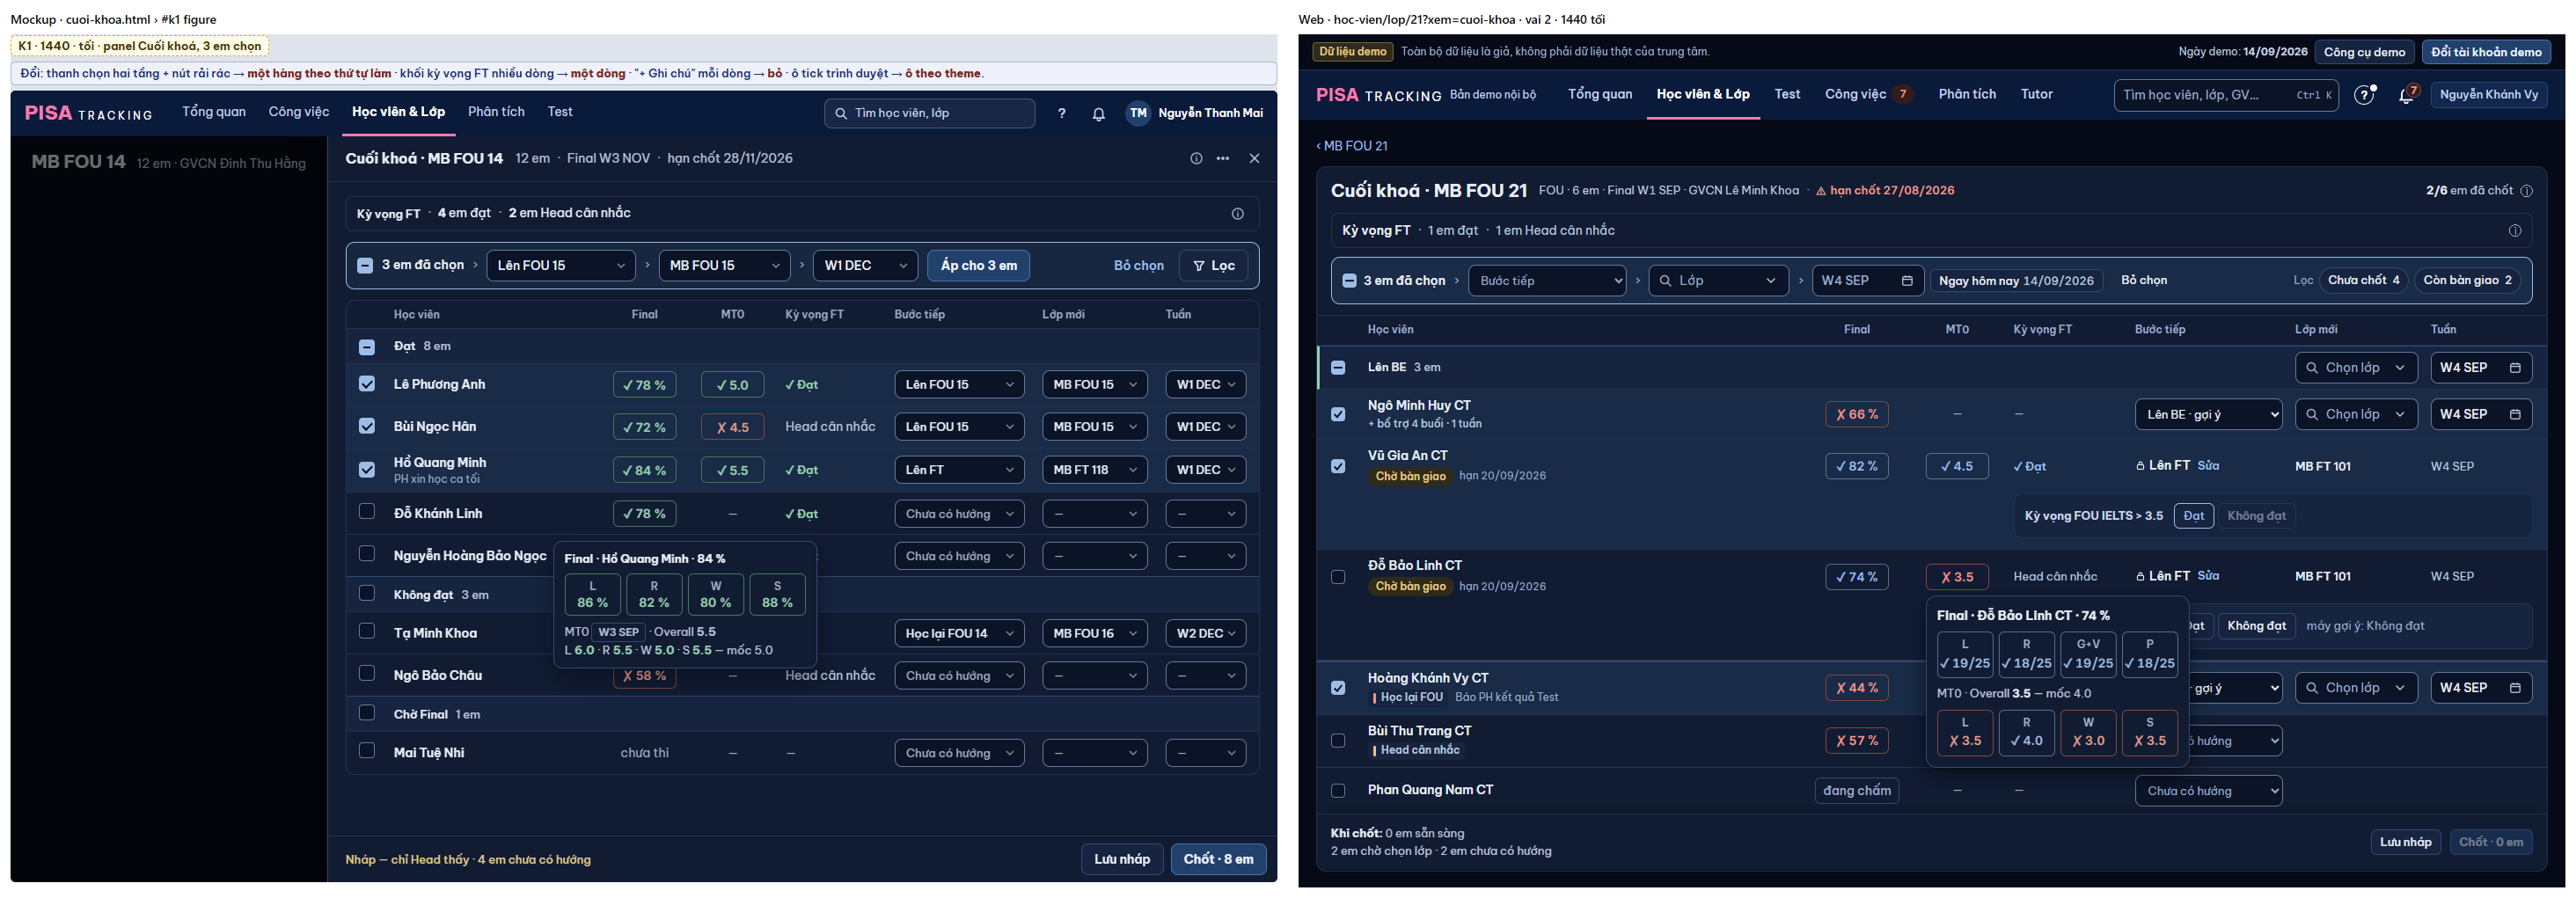 Mockup · cuoi-khoa.html › #k1 figure
K1 · 1440 · tối · panel Cuối khoá, 3 em chọn
Đổi: thanh chọn hai tầng + nút rải rác → một hàng theo thứ tự làm · khối kỳ vọng FT nhiều dòng → một dòng · "+ Ghi chú" mỗi dòng → bỏ · ô tick trình duyệt → ô theo theme.
PISA TRACKING Tổng quan Công việc Học viên & Lớp Phân tích Test Tìm học viên, lớp ? TM Nguyễn Thanh Mai
MB FOU 14 12 em · GVCN Đinh Thu Hằng
Cuối khoá · MB FOU 14 12 em · Final W3 NOV · hạn chốt 28/11/2026
Kỳ vọng FT · 4 em đạt · 2 em Head cân nhắc
3 em đã chọn › Lên FOU 15 › MB FOU 15 › W1 DEC Áp cho 3 em Bỏ chọn Lọc
Học viên Final MT0 Kỳ vọng FT Bước tiếp Lớp mới Tuần
Đạt 8 em
Lê Phương Anh ✓ 78 % ✓ 5.0 ✓ Đạt Lên FOU 15 MB FOU 15 W1 DEC
Bùi Ngọc Hân ✓ 72 % ✗ 4.5 Head cân nhắc Lên FOU 15 MB FOU 15 W1 DEC
Hồ Quang Minh ✓ 84 % ✓ 5.5 ✓ Đạt Lên FT MB FT 118 W1 DEC
PH xin học ca tối
Đỗ Khánh Linh ✓ 78 % – ✓ Đạt Chưa có hướng – –
Nguyễn Hoàng Bảo Ngọc Chưa có hướng – –
Final · Hồ Quang Minh · 84 %
L R W S
86 % 82 % 80 % 88 %
MT0 W3 SEP · Overall 5.5
L 6.0 · R 5.5 · W 5.0 · S 5.5 — mốc 5.0
Không đạt 3 em
Tạ Minh Khoa Học lại FOU 14 MB FOU 16 W2 DEC
Ngô Bảo Châu ✗ 58 % – Head cân nhắc Chưa có hướng – –
Chờ Final 1 em
Mai Tuệ Nhi chưa thi – – Chưa có hướng – –
Nháp — chỉ Head thấy · 4 em chưa có hướng Lưu nháp Chốt · 8 em
Web · hoc-vien/lop/21?xem=cuoi-khoa · vai 2 · 1440 tối
Dữ liệu demo Toàn bộ dữ liệu là giả, không phải dữ liệu thật của trung tâm. Ngày demo: 14/09/2026 Công cụ demo Đổi tài khoản demo
PISA TRACKING Bản demo nội bộ Tổng quan Học viên & Lớp Test Công việc 7 Phân tích Tutor Tìm học viên, lớp, GV... Ctrl K ? 7 Nguyễn Khánh Vy
‹ MB FOU 21
Cuối khoá · MB FOU 21 FOU · 6 em · Final W1 SEP · GVCN Lê Minh Khoa · ⚠ hạn chốt 27/08/2026 2/6 em đã chốt
Kỳ vọng FT · 1 em đạt · 1 em Head cân nhắc
3 em đã chọn › Bước tiếp › Lớp › W4 SEP Ngay hôm nay 14/09/2026 Bỏ chọn Lọc Chưa chốt 4 Còn bàn giao 2
Học viên Final MT0 Kỳ vọng FT Bước tiếp Lớp mới Tuần
Lên BE 3 em Chọn lớp W4 SEP
Ngô Minh Huy CT ✗ 66 % – – Lên BE · gợi ý Chọn lớp W4 SEP
+ bổ trợ 4 buổi · 1 tuần
Vũ Gia An CT ✓ 82 % ✓ 4.5 ✓ Đạt Lên FT Sửa MB FT 101 W4 SEP
Chờ bàn giao hạn 20/09/2026
Kỳ vọng FOU IELTS > 3.5 Đạt Không đạt
Đỗ Bảo Linh CT ✓ 74 % ✗ 3.5 Head cân nhắc Lên FT Sửa MB FT 101 W4 SEP
Chờ bàn giao hạn 20/09/2026
Final · Đỗ Bảo Linh CT · 74 %
L R G+V P
✓ 19/25 ✓ 18/25 ✓ 19/25 ✓ 18/25
MT0 · Overall 3.5 — mốc 4.0
L R W S
✗ 3.5 ✓ 4.0 ✗ 3.0 ✗ 3.5
Không đạt máy gợi ý: Không đạt
Hoàng Khánh Vy CT ✗ 44 % · gợi ý Chọn lớp W4 SEP
Học lại FOU Báo PH kết quả Test
Bùi Thu Trang CT ✗ 57 % hướng
Head cân nhắc
Phan Quang Nam CT đang chấm – – Chưa có hướng
Khi chốt: 0 em sẵn sàng
2 em chờ chọn lớp · 2 em chưa có hướng Lưu nháp Chốt · 0 em